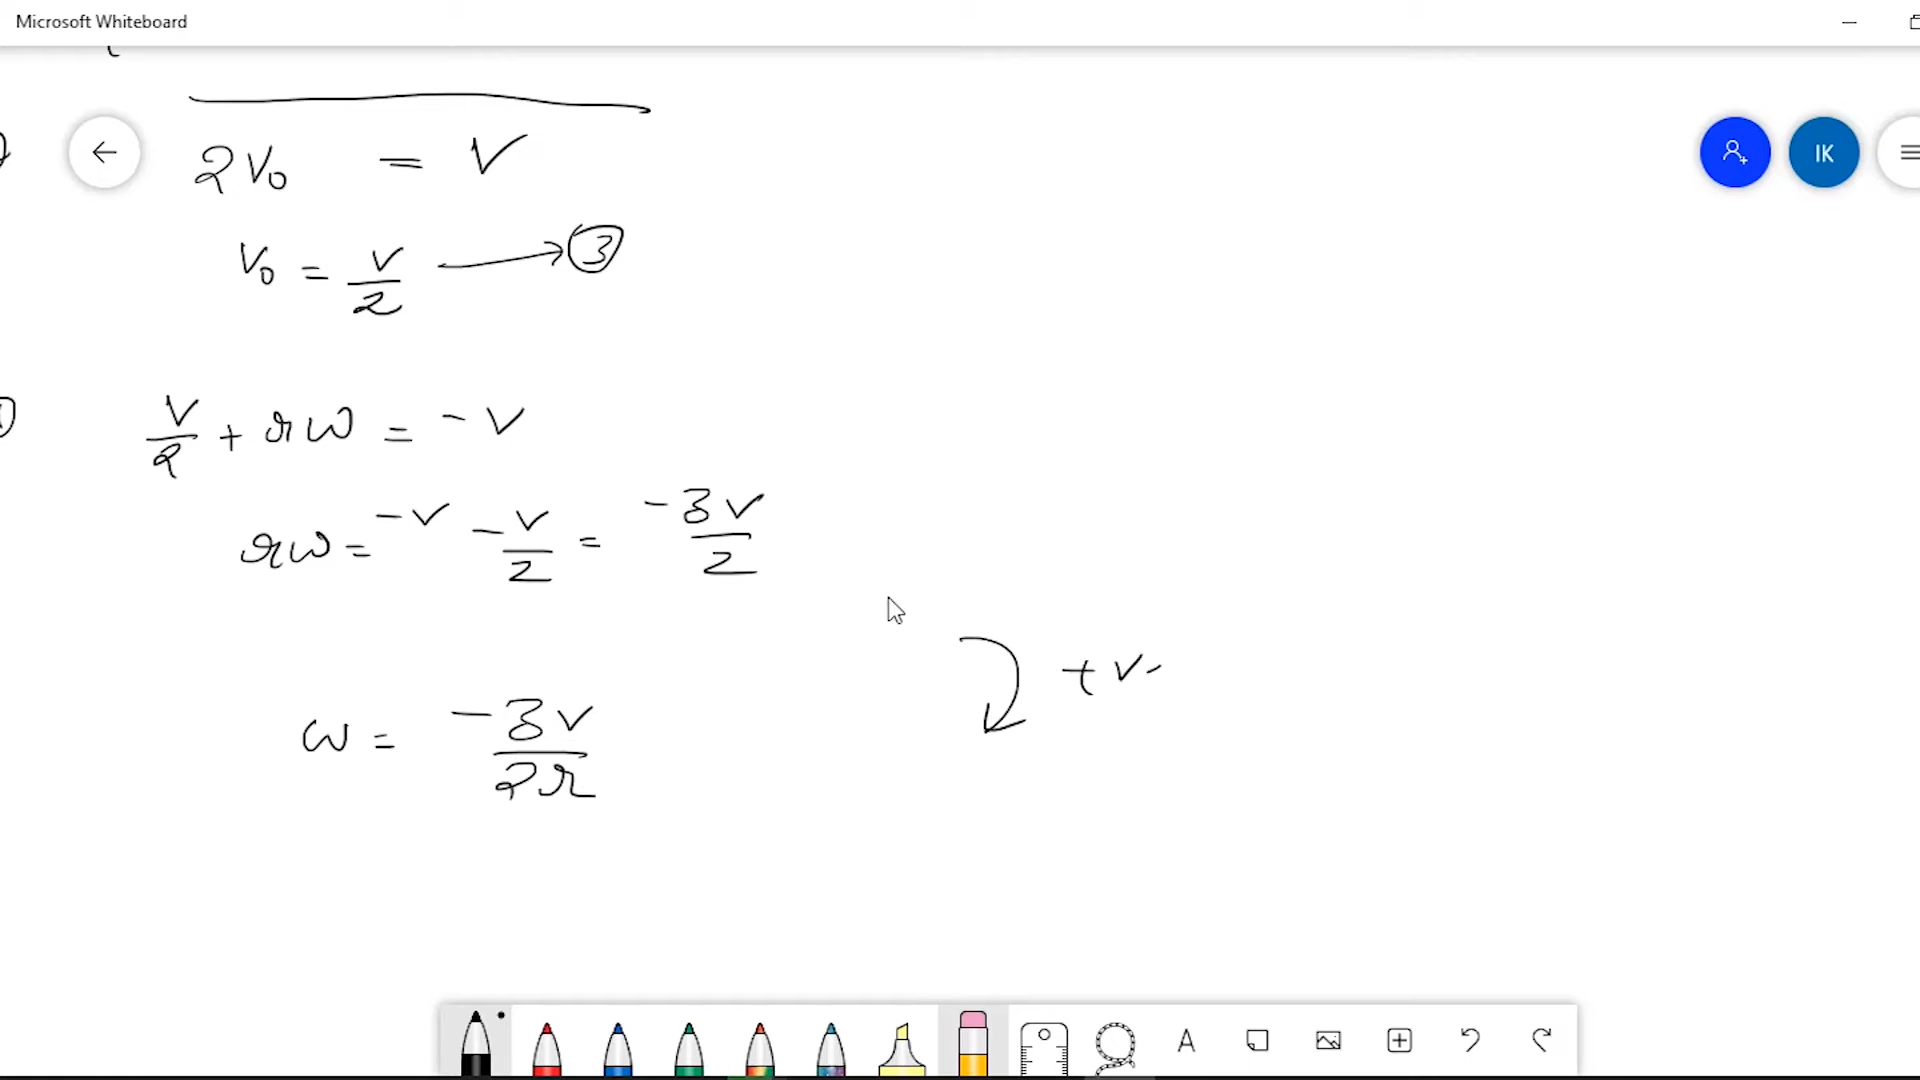 Microsoft Whiteboard
2V₀ = V
V₀ = V/2 → ③
IK
V/2 + rω = -V
rω = -V - V/2 = -3V/2
ω = -3V/2r
+ve
A